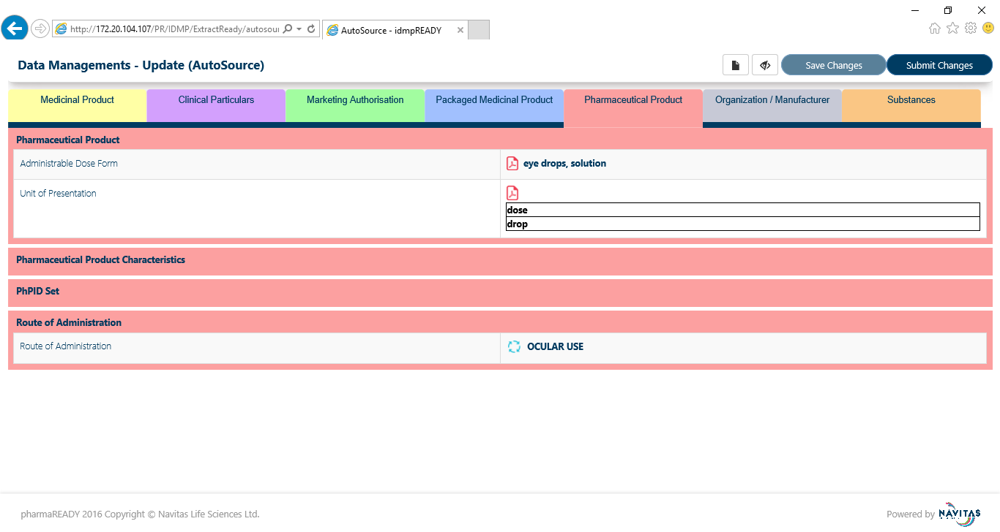 http://172.20.104.107/PR/IDMP/ExtractReady/autosour
AutoSource - idmpREADY
Data Managements - Update (AutoSource)
Save Changes
Submit Changes
Medicinal Product
Clinical Particulars
Marketing Authorisation
Packaged Medicinal Product
Pharmaceutical Product
Organization / Manufacturer
Substances
Pharmaceutical Product
Administrable Dose Form
eye drops, solution
Unit of Presentation
dose
drop
Pharmaceutical Product Characteristics
PhPID Set
Route of Administration
Route of Administration
OCULAR USE
pharmaREADY 2016 Copyright © Navitas Life Sciences Ltd.
Powered by
NAVITAS